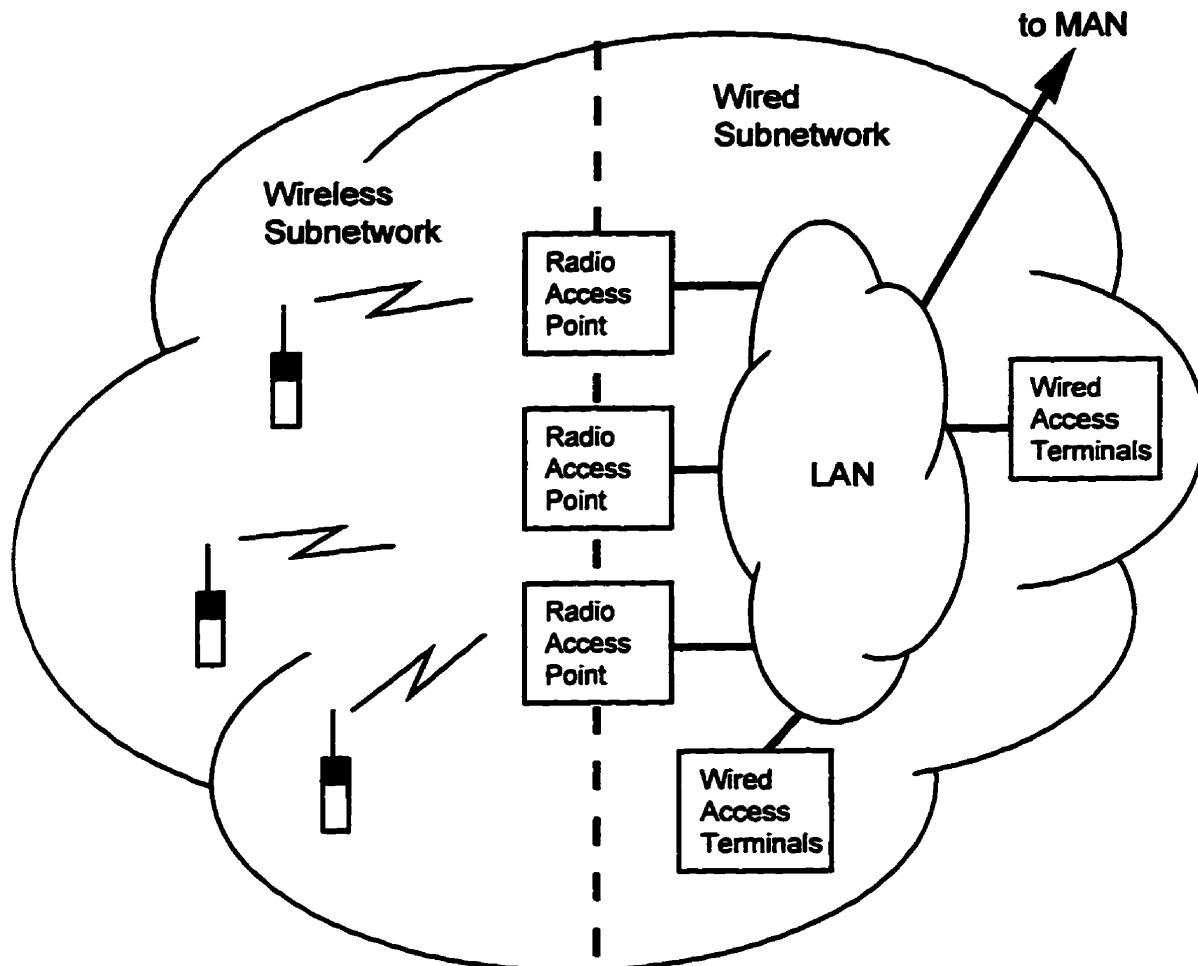 to MAN
Wired
Subnetwork
Wireless
Subnetwork
Radio
Access
Point
Radio
Access
Point
Radio
Access
Point
LAN
Wired
Access
Terminals
Wired
Access
Terminals